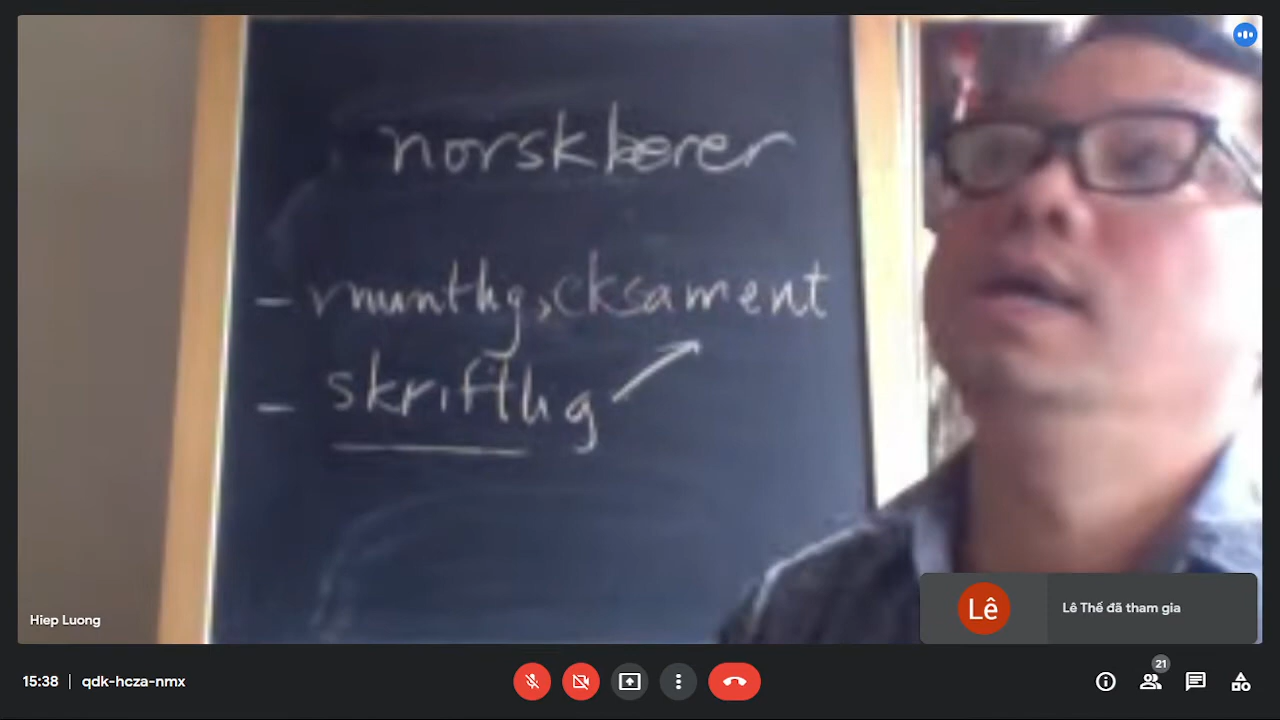 norsklærer
- muntlig, eksament
- skriftlig
Hiep Luong
Lê
Lê Thế đã tham gia
15:38 | qdk-hcza-nmx
21